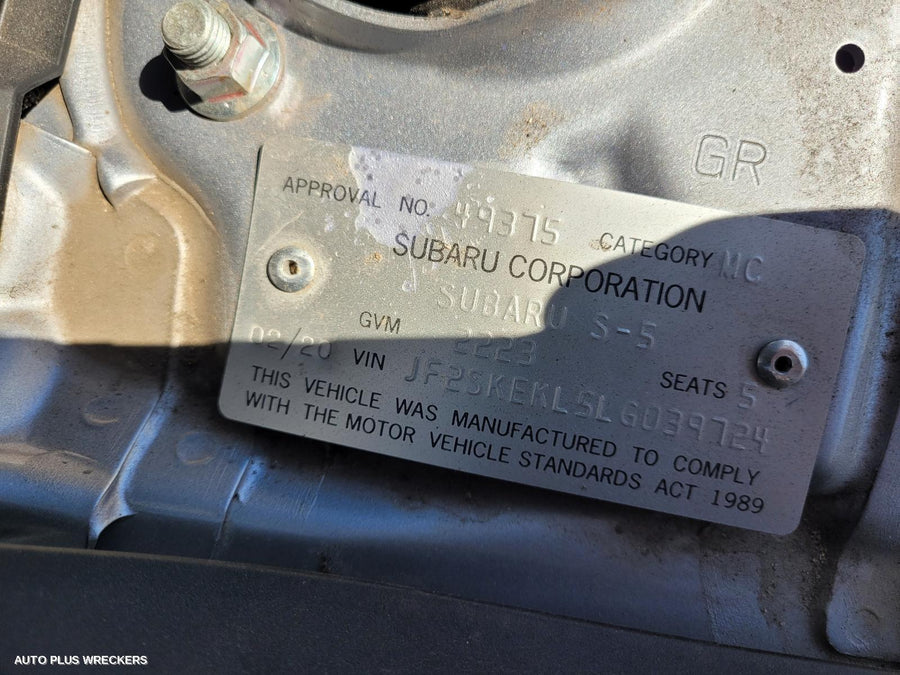 GR
APPROVAL NO. 49375 CATEGORY MC
SUBARU CORPORATION
SUBARU S-5
GVM 2223 SEATS 5
02/20 VIN JF2SKEKL5LG039724
THIS VEHICLE WAS MANUFACTURED TO COMPLY
WITH THE MOTOR VEHICLE STANDARDS ACT 1989
AUTO PLUS WRECKERS